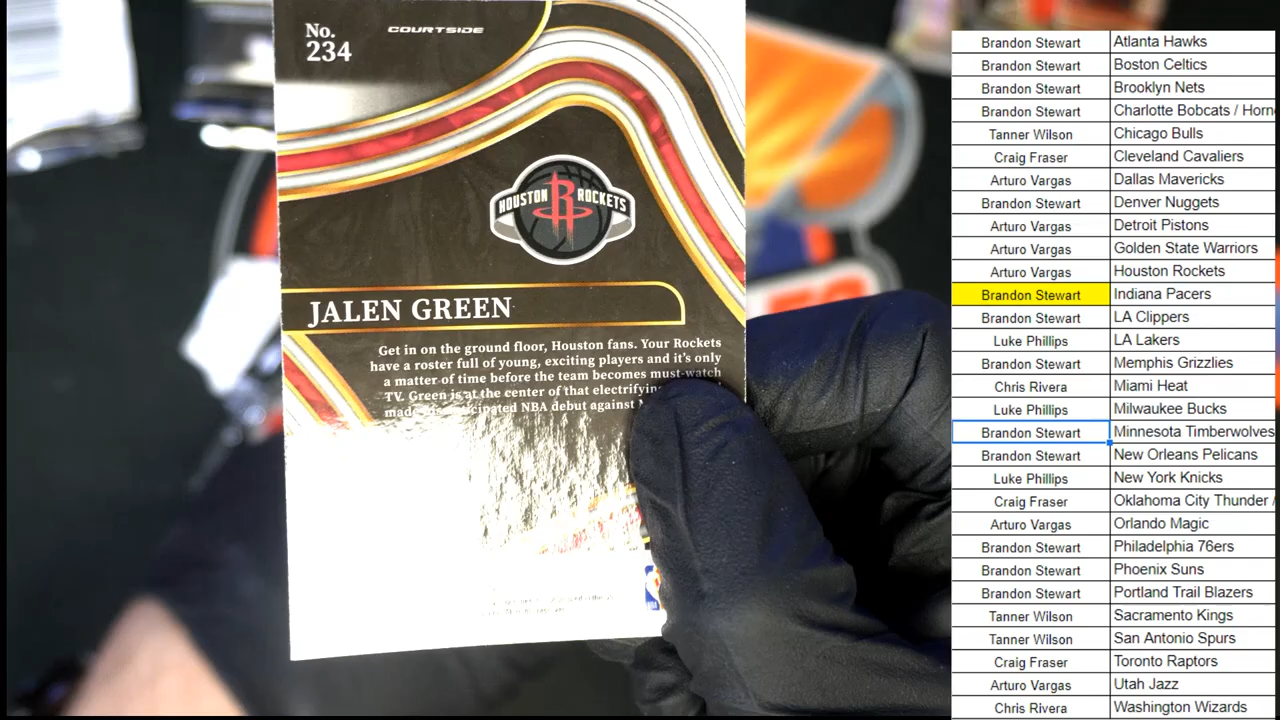 No.
234
COURTSIDE
HOUSTON R ROCKETS
JALEN GREEN
Get in on the ground floor, Houston fans. Your Rockets
have a roster full of young, exciting players and it's only
a matter of time before the team becomes must-watch
TV. Green is at the center of that electrifying
NBA debut against
Brandon Stewart Atlanta Hawks
Brandon Stewart Boston Celtics
Brandon Stewart Brooklyn Nets
Brandon Stewart Charlotte Bobcats / Horn
Tanner Wilson Chicago Bulls
Craig Fraser Cleveland Cavaliers
Arturo Vargas Dallas Mavericks
Brandon Stewart Denver Nuggets
Arturo Vargas Detroit Pistons
Arturo Vargas Golden State Warriors
Arturo Vargas Houston Rockets
Brandon Stewart Indiana Pacers
Brandon Stewart LA Clippers
Luke Phillips LA Lakers
Brandon Stewart Memphis Grizzlies
Chris Rivera Miami Heat
Luke Phillips Milwaukee Bucks
Brandon Stewart Minnesota Timberwolves
Brandon Stewart New Orleans Pelicans
Luke Phillips New York Knicks
Craig Fraser Oklahoma City Thunder /
Arturo Vargas Orlando Magic
Brandon Stewart Philadelphia 76ers
Brandon Stewart Phoenix Suns
Brandon Stewart Portland Trail Blazers
Tanner Wilson Sacramento Kings
Tanner Wilson San Antonio Spurs
Craig Fraser Toronto Raptors
Arturo Vargas Utah Jazz
Chris Rivera Washington Wizards